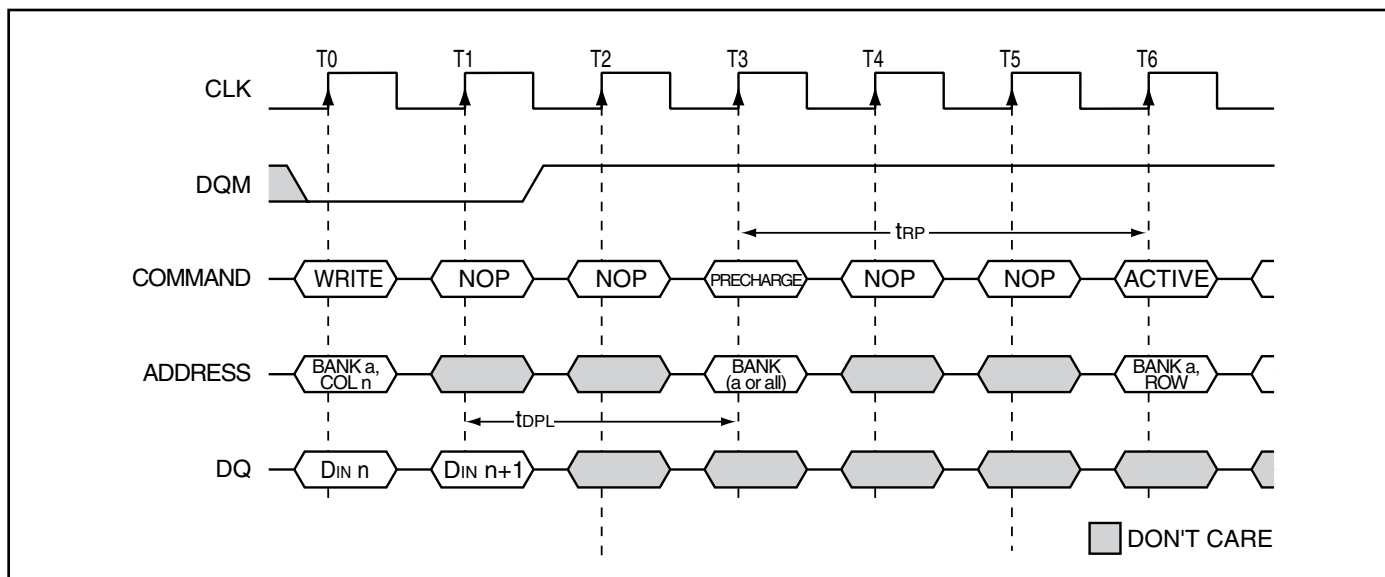 T0 T1 T2 T3 T4 T5 T6
CLK
DQM
tRP
COMMAND WRITE NOP NOP PRECHARGE NOP NOP ACTIVE
ADDRESS BANK a, COL n BANK (a or all) BANK a, ROW
tDPL
DQ DIN n DIN n+1
DON'T CARE